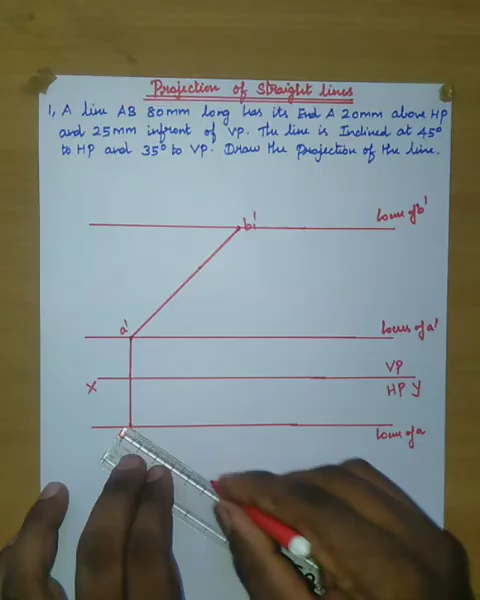 Projection of Straight lines
1, A line AB 80mm long has its End A 20mm above HP
and 25mm infront of VP. The line is Inclined at 45°
to HP and 35° to VP. Draw the Projection of the line.
locus of b'
b'
a'
locus of a'
VP
X HP Y
locus of a